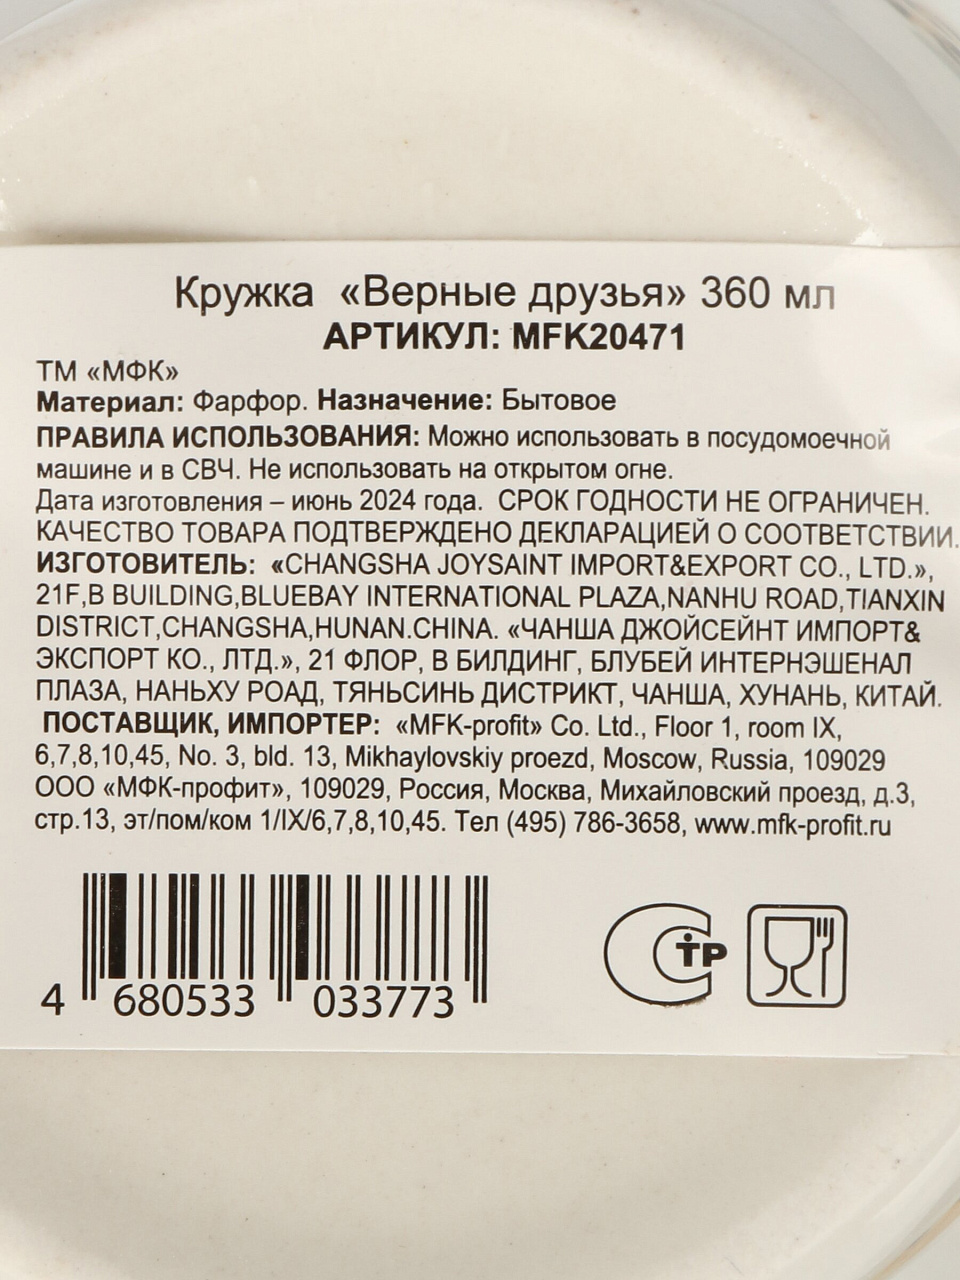 Кружка «Верные друзья» 360 мл
АРТИКУЛ: MFK20471
ТМ «МФК»
Материал: Фарфор. Назначение: Бытовое
ПРАВИЛА ИСПОЛЬЗОВАНИЯ: Можно использовать в посудомоечной
машине и в СВЧ. Не использовать на открытом огне.
Дата изготовления – июнь 2024 года. СРОК ГОДНОСТИ НЕ ОГРАНИЧЕН.
КАЧЕСТВО ТОВАРА ПОДТВЕРЖДЕНО ДЕКЛАРАЦИЕЙ О СООТВЕТСТВИИ.
ИЗГОТОВИТЕЛЬ: «CHANGSHA JOYSAINT IMPORT&EXPORT CO., LTD.»,
21F,B BUILDING,BLUEBAY INTERNATIONAL PLAZA,NANHU ROAD,TIANXIN
DISTRICT,CHANGSHA,HUNAN.CHINA. «ЧАНША ДЖОЙСЕЙНТ ИМПОРТ&
ЭКСПОРТ КО., ЛТД.», 21 ФЛОР, В БИЛДИНГ, БЛУБЕЙ ИНТЕРНЭШЕНАЛ
ПЛАЗА, НАНЬХУ РОАД, ТЯНЬСИНЬ ДИСТРИКТ, ЧАНША, ХУНАНЬ, КИТАЙ.
ПОСТАВЩИК, ИМПОРТЕР: «MFK-profit» Co. Ltd., Floor 1, room IX,
6,7,8,10,45, No. 3, bld. 13, Mikhaylovskiy proezd, Moscow, Russia, 109029
ООО «МФК-профит», 109029, Россия, Москва, Михайловский проезд, д.3,
стр.13, эт/пом/ком 1/IX/6,7,8,10,45. Тел (495) 786-3658, www.mfk-profit.ru
4 680533 033773
СТР